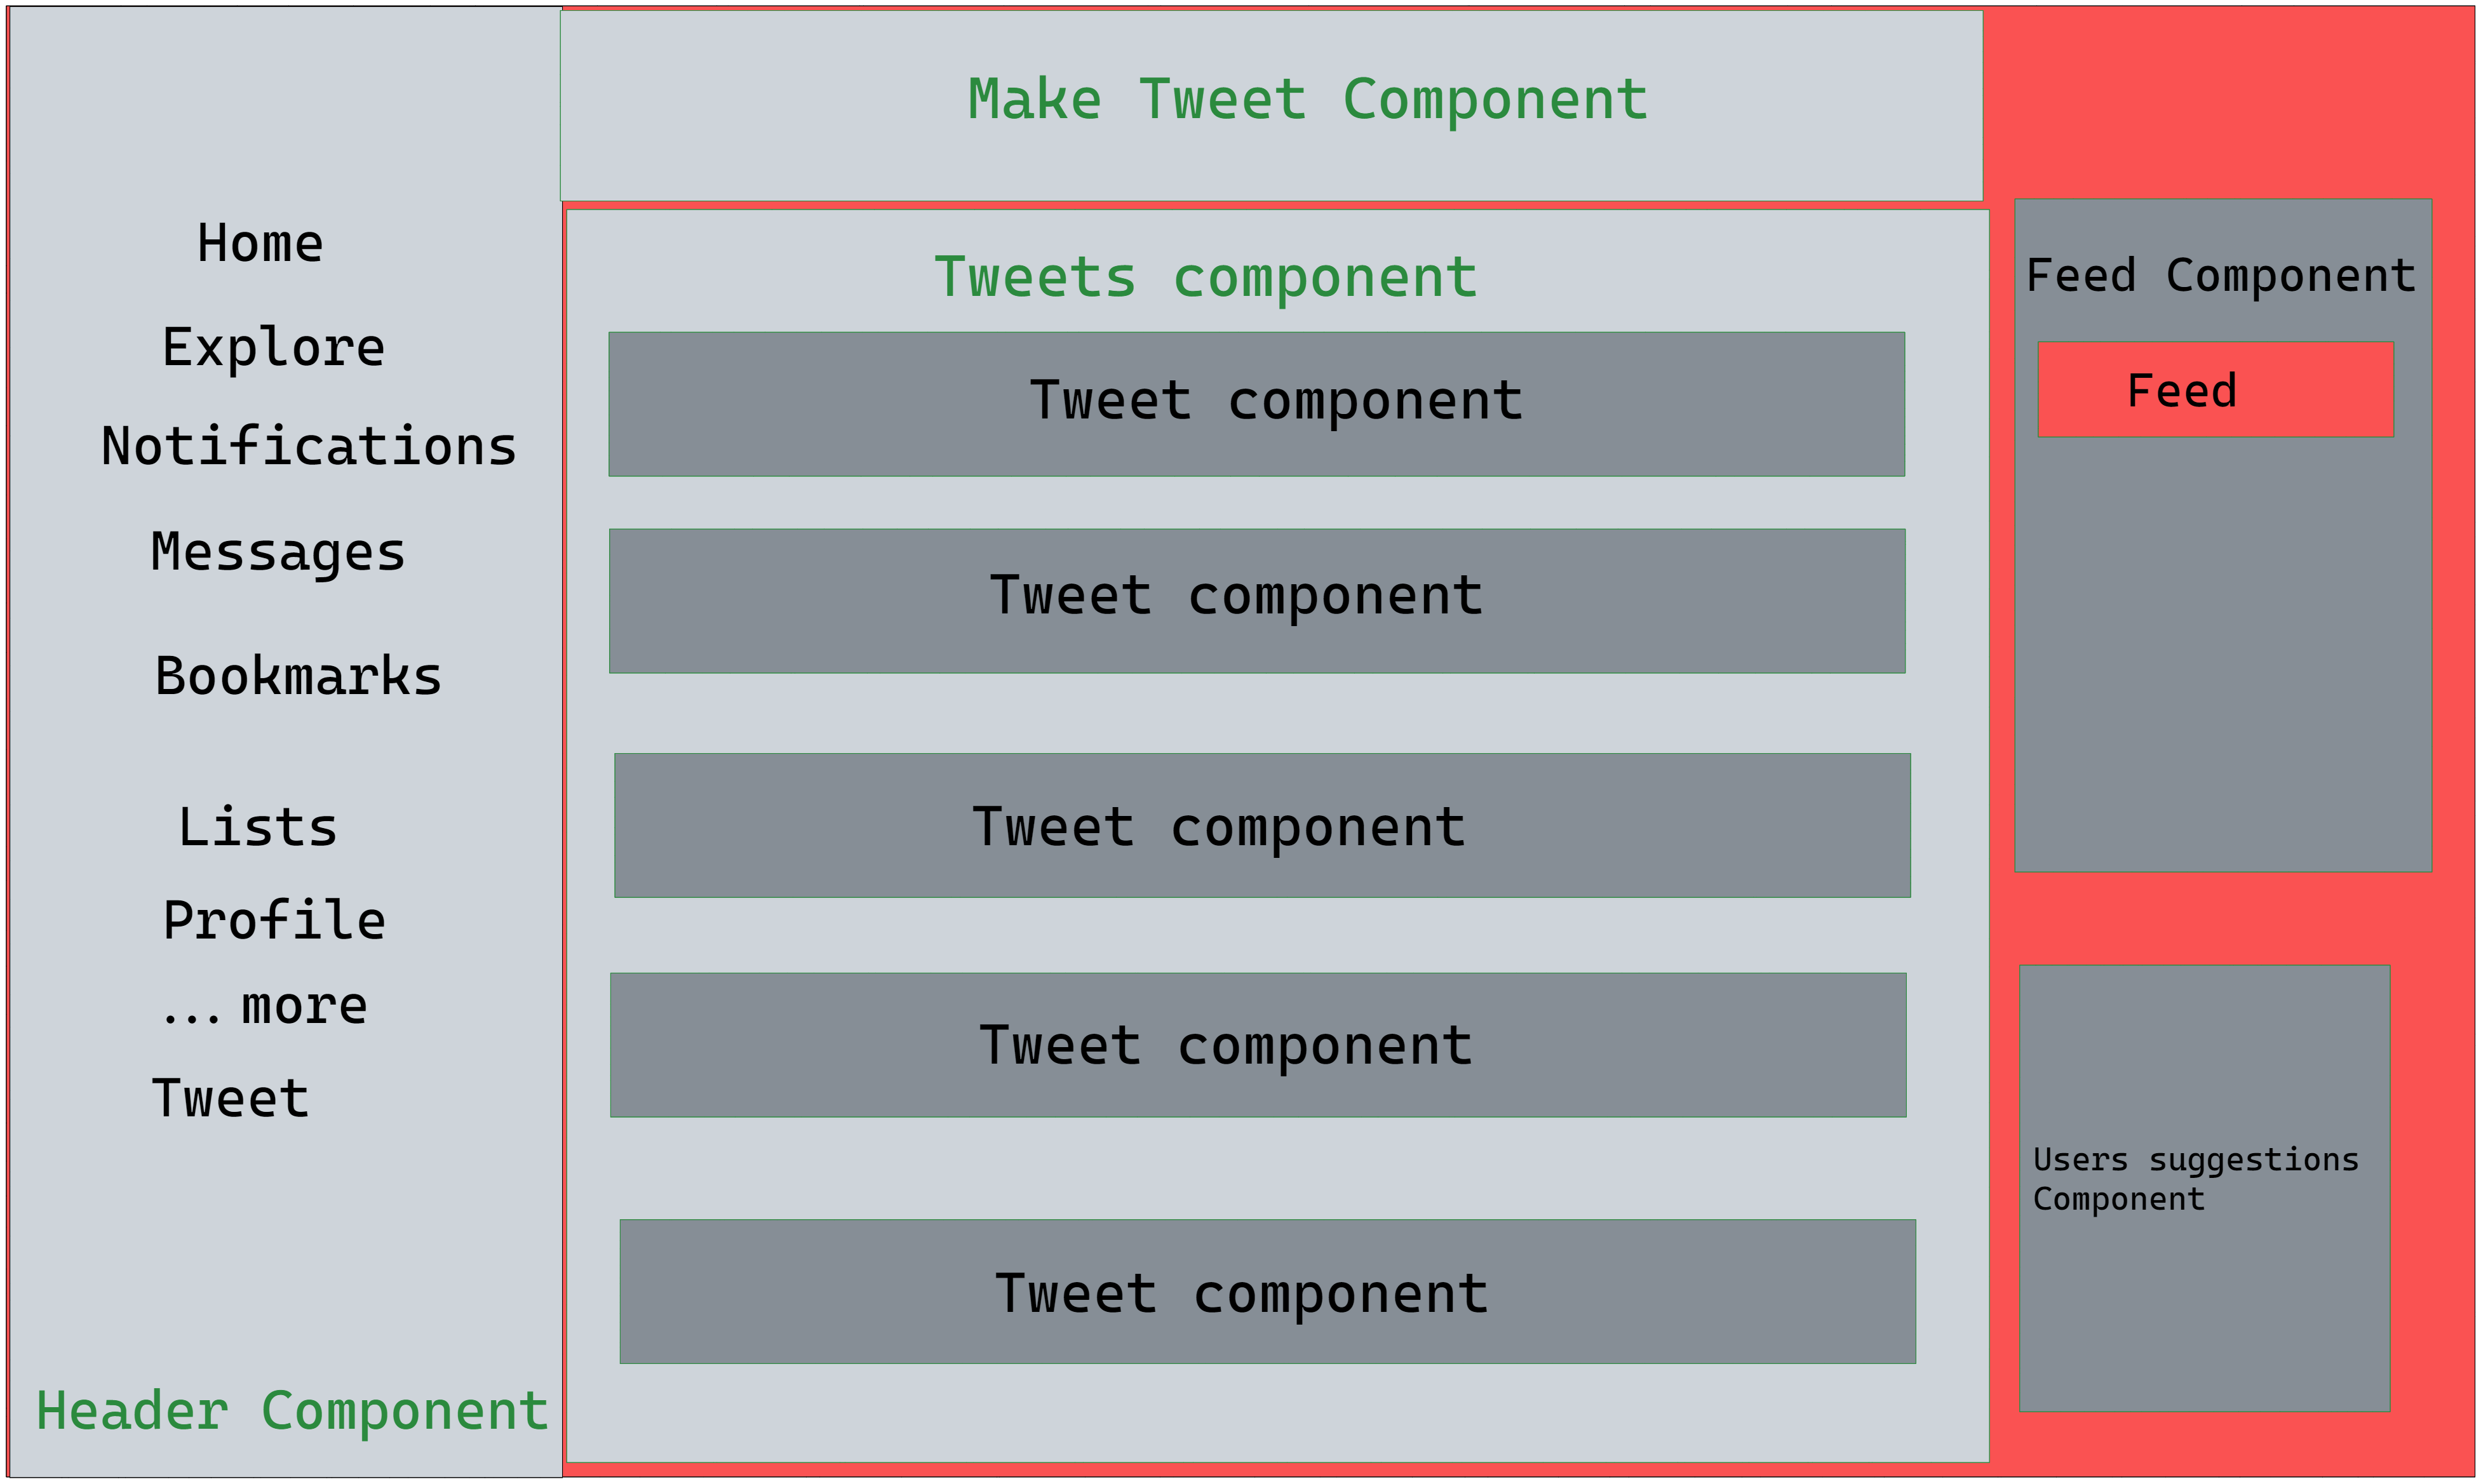 Home
Explore
Notifications
Messages
Bookmarks
Lists
Profile
... more
Tweet
Header Component
Make Tweet Component
Tweets component
Tweet component
Tweet component
Tweet component
Tweet component
Tweet component
Feed Component
Feed
Users suggestions
Component